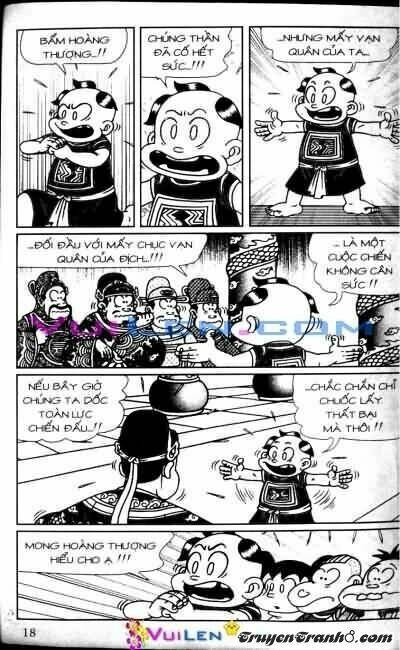 BẨM HOÀNG
THƯỢNG...!!
CHÚNG THẦN
ĐÃ CỐ HẾT
SỨC...!!!
...NHƯNG MẤY VẠN
QUÂN CỦA TA...
...ĐỐI ĐẦU VỚI MẤY CHỤC VẠN
QUÂN CỦA ĐỊCH...!!!
... LÀ MỘT
CUỘC CHIẾN
KHÔNG CÂN
SỨC !!!
VUILEN.COM
NẾU BÂY GIỜ
CHÚNG TA DỐC
TOÀN LỰC
CHIẾN ĐẤU...!!
...CHẮC CHẮN CHỈ
CHUỐC LẤY
THẤT BẠI
MÀ THÔI !!!
MONG HOÀNG THƯỢNG
HIỂU CHO Ạ !!!
18
VUILEN
TruyenTranh8.com